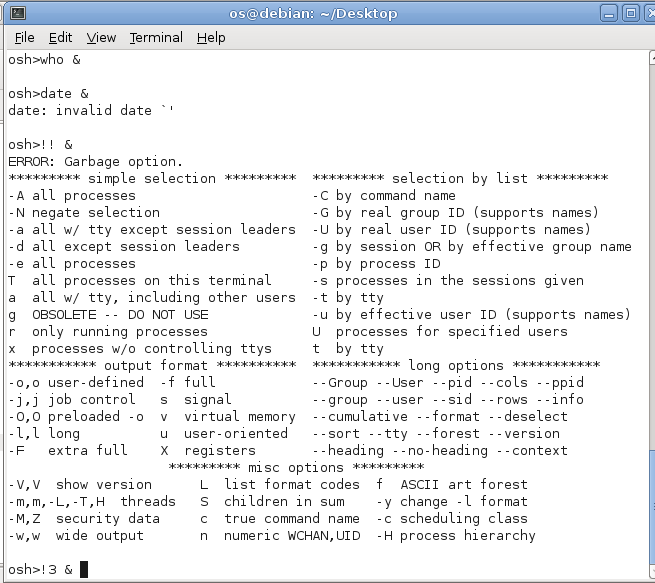 os@debian: ~/Desktop
File Edit View Terminal Help
osh>who &
osh>date &
date: invalid date `'
osh>!! &
ERROR: Garbage option.
********* simple selection ********* ********* selection by list *********
-A all processes -C by command name
-N negate selection -G by real group ID (supports names)
-a all w/ tty except session leaders -U by real user ID (supports names)
-d all except session leaders -g by session OR by effective group name
-e all processes -p by process ID
T all processes on this terminal -s processes in the sessions given
a all w/ tty, including other users -t by tty
g OBSOLETE -- DO NOT USE -u by effective user ID (supports names)
r only running processes U processes for specified users
x processes w/o controlling ttys t by tty
*********** output format ********** *********** long options ***********
-o,o user-defined -f full --Group --User --pid --cols --ppid
-j,j job control s signal --group --user --sid --rows --info
-O,O preloaded -o v virtual memory --cumulative --format --deselect
-l,l long u user-oriented --sort --tty --forest --version
-F extra full X registers --heading --no-heading --context
********* misc options *********
-V,V show version L list format codes f ASCII art forest
-m,m,-L,-T,H threads S children in sum -y change -l format
-M,Z security data c true command name -c scheduling class
-w,w wide output n numeric WCHAN,UID -H process hierarchy
osh>!3 &